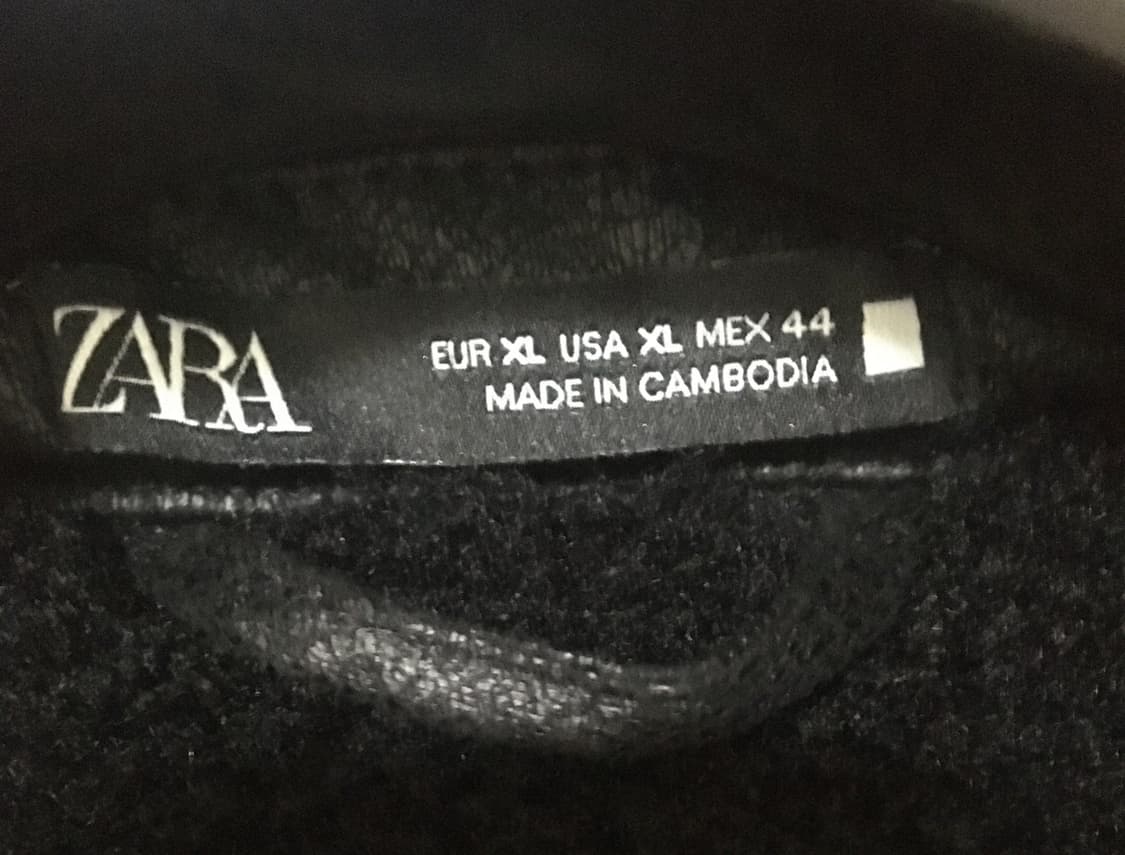 ZARA
EUR XL USA XL MEX 44
MADE IN CAMBODIA